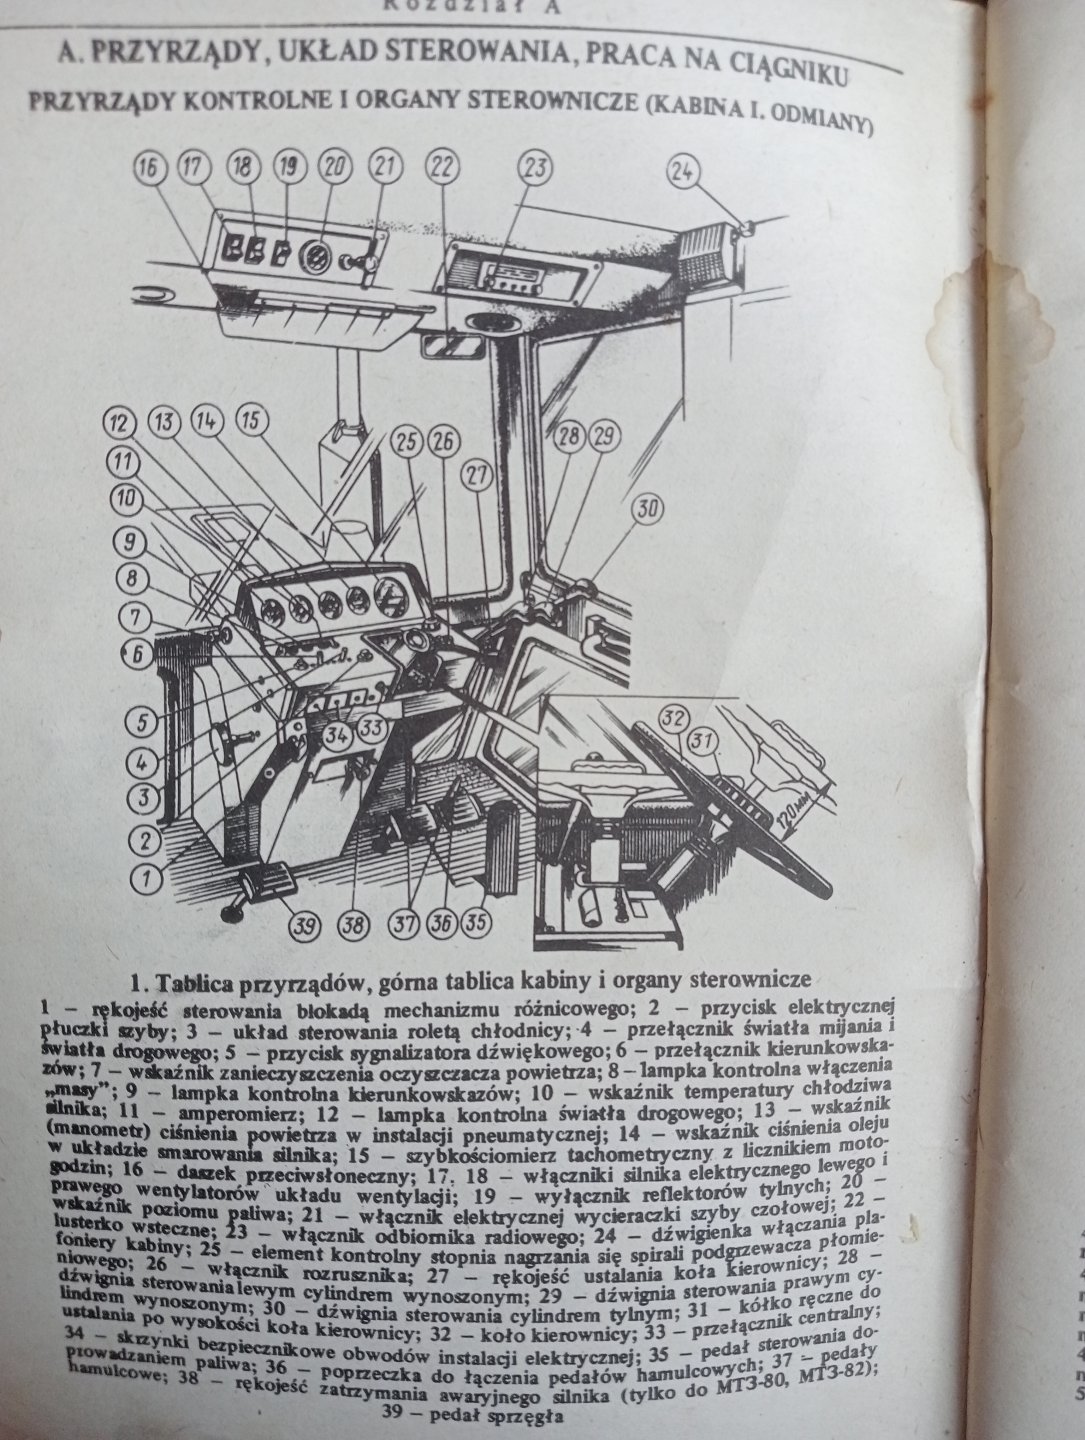 Rozdział A
A. PRZYRZĄDY, UKŁAD STEROWANIA, PRACA NA CIĄGNIKU
PRZYRZĄDY KONTROLNE I ORGANY STEROWNICZE (KABINA I. ODMIANY)
16 17 18 19 20 21 22 23 24
12 13 14 15 25 26 28 29
11 27
10 30
9
8
7
6
5 34 33 32 31
4
3 120 мм
2
1
39 38 37 36 35
1. Tablica przyrządów, górna tablica kabiny i organy sterownicze
1 – rękojeść sterowania blokadą mechanizmu różnicowego; 2 – przycisk elektrycznej
płuczki szyby; 3 – układ sterowania roletą chłodnicy; 4 – przełącznik światła mijania i
światła drogowego; 5 – przycisk sygnalizatora dźwiękowego; 6 – przełącznik kierunkowska-
zów; 7 – wskaźnik zanieczyszczenia oczyszczacza powietrza; 8 – lampka kontrolna włączenia
„masy”; 9 – lampka kontrolna kierunkowskazów; 10 – wskaźnik temperatury chłodziwa
silnika; 11 – amperomierz; 12 – lampka kontrolna światła drogowego; 13 – wskaźnik
(manometr) ciśnienia powietrza w instalacji pneumatycznej; 14 – wskaźnik ciśnienia oleju
w układzie smarowania silnika; 15 – szybkościomierz tachometryczny z licznikiem moto-
godzin; 16 – daszek przeciwsłoneczny; 17, 18 – włączniki silnika elektrycznego lewego i
prawego wentylatorów układu wentylacji; 19 – wyłącznik reflektorów tylnych; 20 –
wskaźnik poziomu paliwa; 21 – włącznik elektrycznej wycieraczki szyby czołowej; 22 –
lusterko wsteczne; 23 – włącznik odbiornika radiowego; 24 – dźwigienka włączania pla-
foniery kabiny; 25 – element kontrolny stopnia nagrzania się spirali podgrzewacza płomie-
niowego; 26 – włącznik rozrusznika; 27 – rękojeść ustalania koła kierownicy; 28 –
dźwignia sterowania lewym cylindrem wynoszonym; 29 – dźwignia sterowania prawym cy-
lindrem wynoszonym; 30 – dźwignia sterowania cylindrem tylnym; 31 – kółko ręczne do
ustalania po wysokości koła kierownicy; 32 – koło kierownicy; 33 – przełącznik centralny;
34 – skrzynki bezpiecznikowe obwodów instalacji elektrycznej; 35 – pedał sterowania do-
prowadzaniem paliwa; 36 – poprzeczka do łączenia pedałów hamulcowych; 37 – pedały
hamulcowe; 38 – rękojeść zatrzymania awaryjnego silnika (tylko do МТЗ-80, МТЗ-82);
39 – pedał sprzęgła